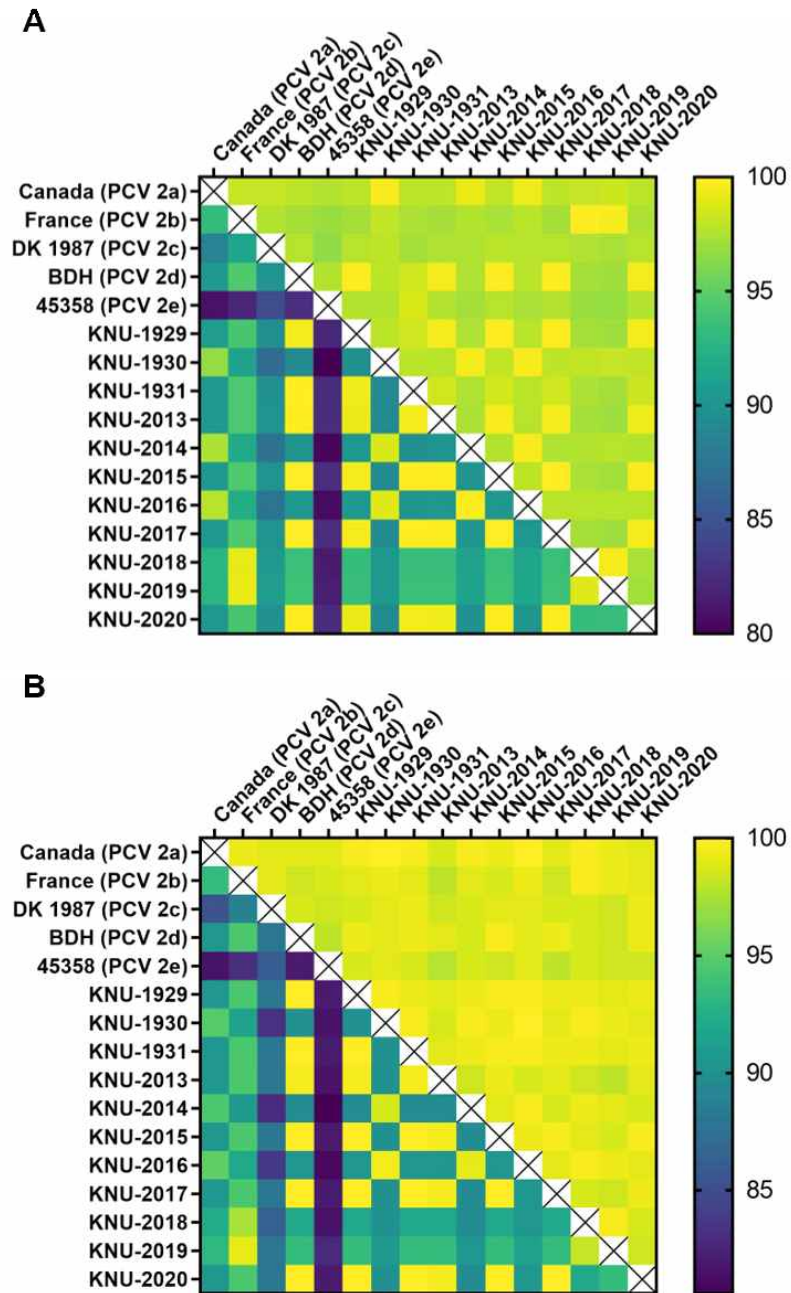 A
Canada (PCV 2a)
France (PCV 2b)
DK 1987 (PCV 2c)
BDH (PCV 2d)
45358 (PCV 2e)
KNU-1929
KNU-1930
KNU-1931
KNU-2013
KNU-2014
KNU-2015
KNU-2016
KNU-2017
KNU-2018
KNU-2019
KNU-2020
Canada (PCV 2a)
France (PCV 2b)
DK 1987 (PCV 2c)
BDH (PCV 2d)
45358 (PCV 2e)
KNU-1929
KNU-1930
KNU-1931
KNU-2013
KNU-2014
KNU-2015
KNU-2016
KNU-2017
KNU-2018
KNU-2019
KNU-2020
100
95
90
85
80
B
Canada (PCV 2a)
France (PCV 2b)
DK 1987 (PCV 2c)
BDH (PCV 2d)
45358 (PCV 2e)
KNU-1929
KNU-1930
KNU-1931
KNU-2013
KNU-2014
KNU-2015
KNU-2016
KNU-2017
KNU-2018
KNU-2019
KNU-2020
Canada (PCV 2a)
France (PCV 2b)
DK 1987 (PCV 2c)
BDH (PCV 2d)
45358 (PCV 2e)
KNU-1929
KNU-1930
KNU-1931
KNU-2013
KNU-2014
KNU-2015
KNU-2016
KNU-2017
KNU-2018
KNU-2019
KNU-2020
100
95
90
85